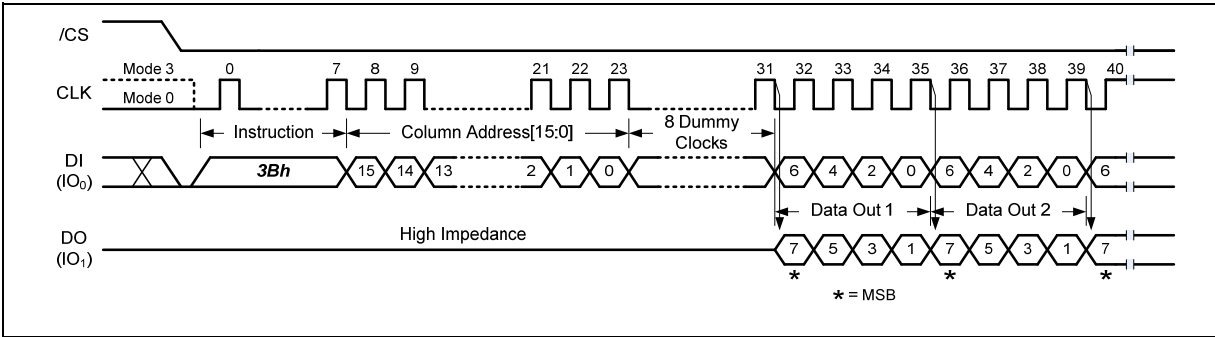 /CS
Mode 3 0 7 8 9 21 22 23 31 32 33 34 35 36 37 38 39 40
CLK Mode 0
Instruction Column Address[15:0] 8 Dummy Clocks
DI (IO0) 3Bh 15 14 13 2 1 0 6 4 2 0 6 4 2 0 6
Data Out 1 Data Out 2
DO (IO1) High Impedance 7 5 3 1 7 5 3 1 7
* * *
* = MSB